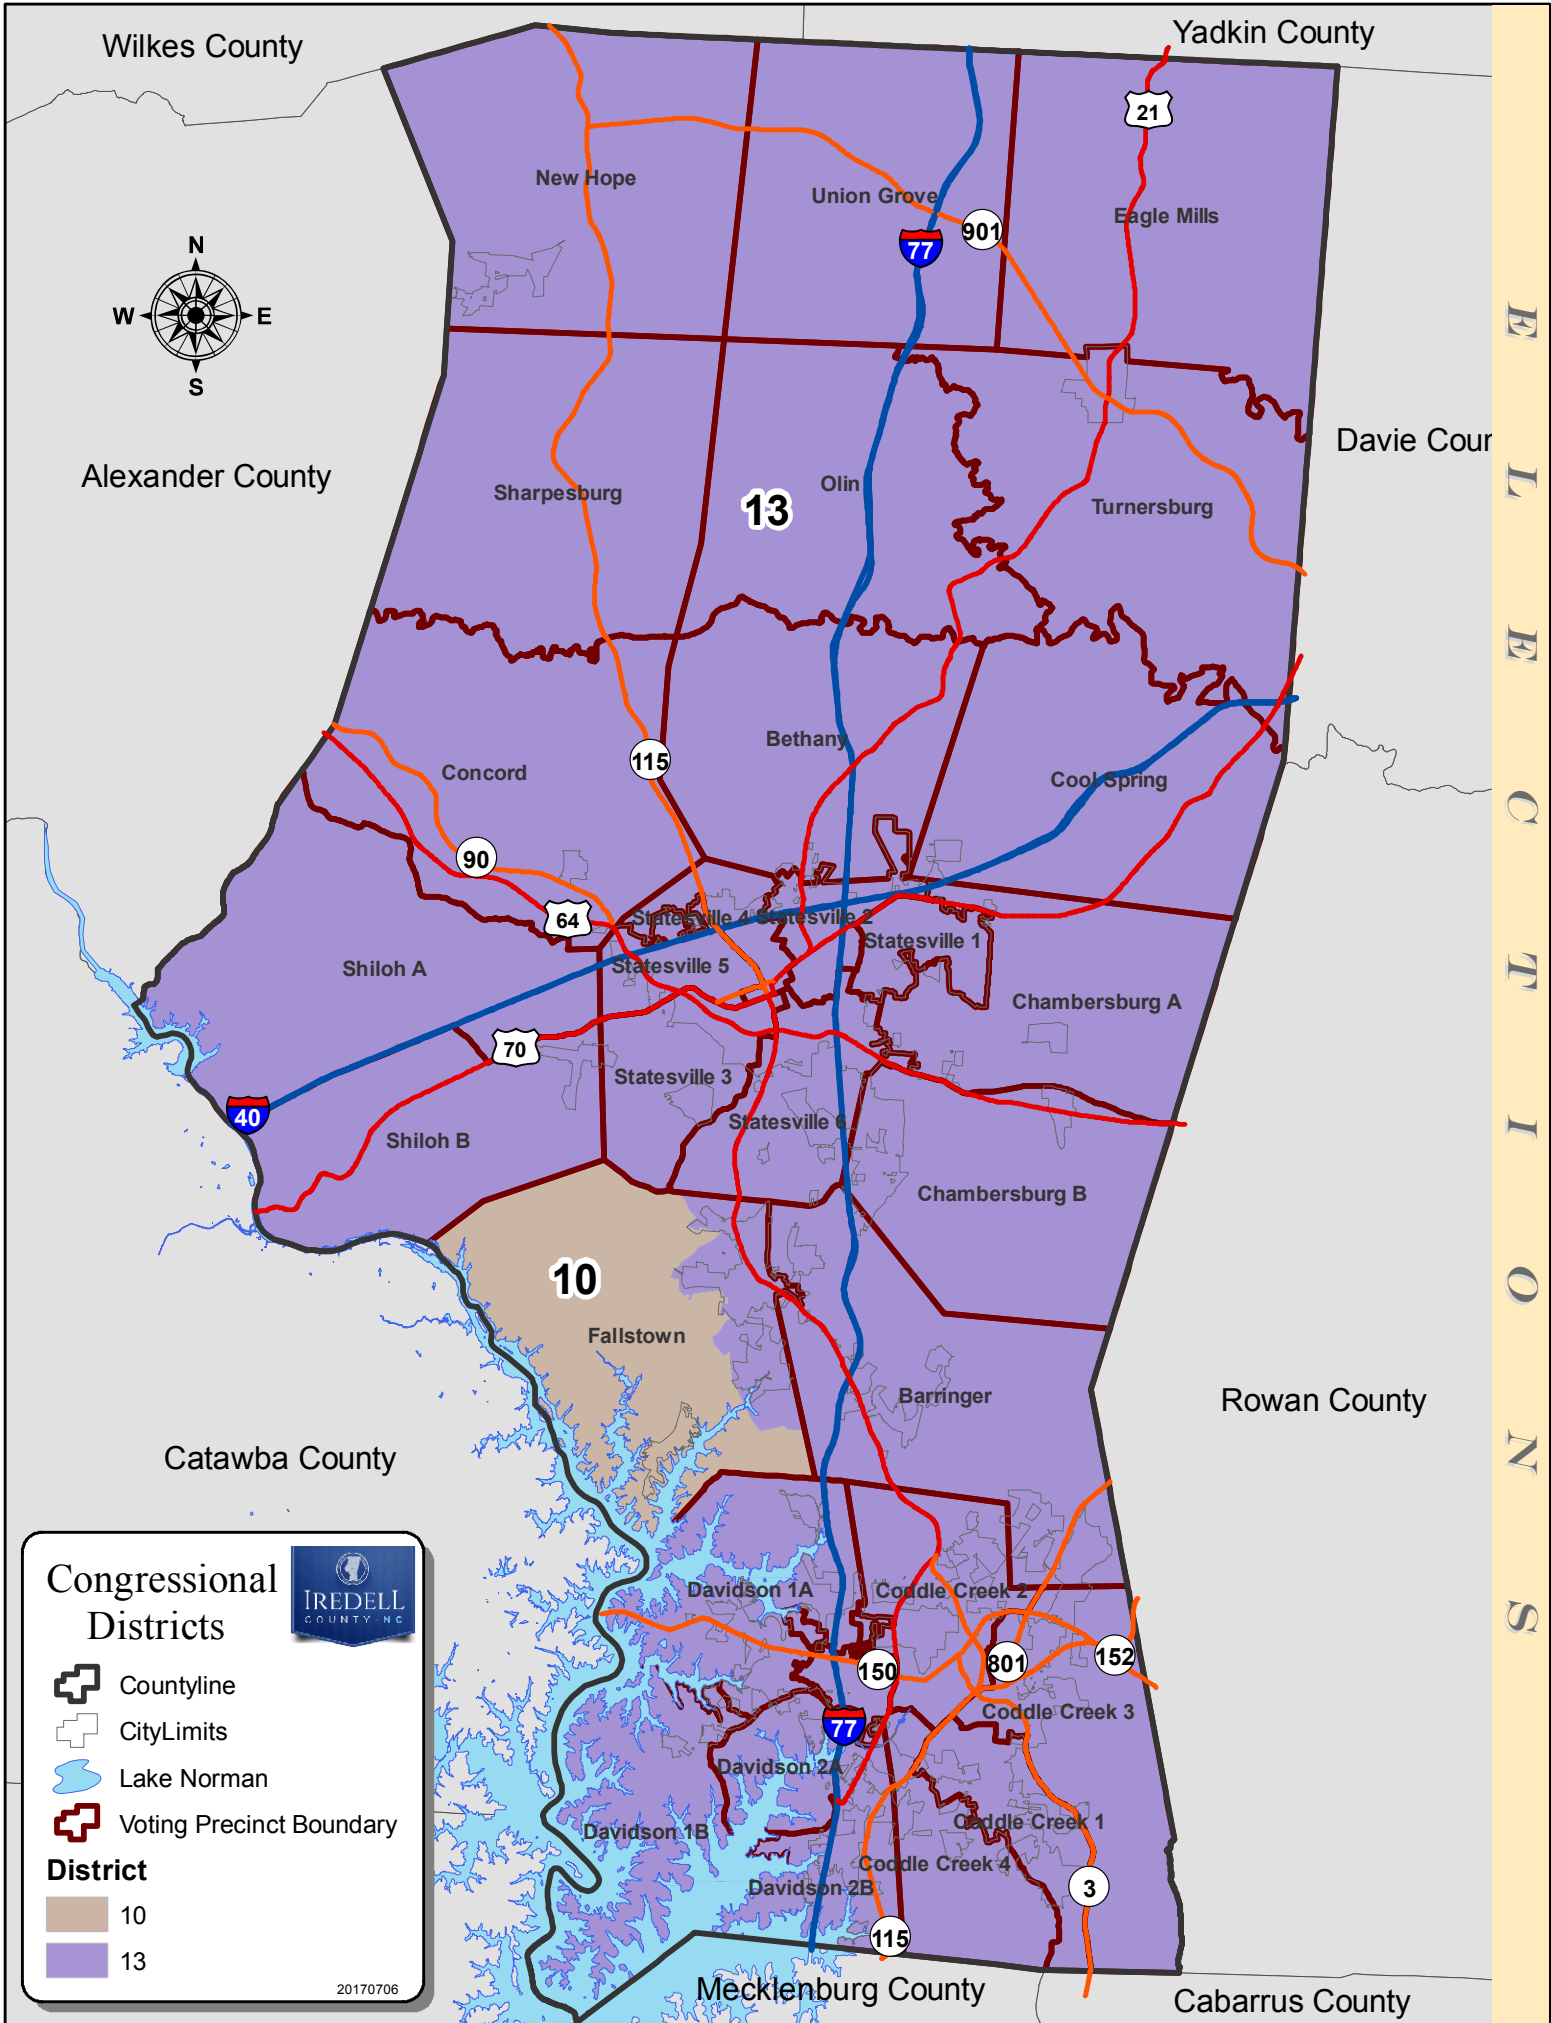 Wilkes County
Yadkin County
21
New Hope
Union Grove
Eagle Mills
901
77
N
W
E
S
Davie Coun
Alexander County
Sharpesburg
13
Olin
Turnersburg
115
Bethany
Concord
Cool Spring
90
64
Statesville 4
Statesville 2
Statesville 1
Shiloh A
Statesville 5
Chambersburg A
70
Statesville 3
40
Statesville 6
Shiloh B
Chambersburg B
10
Fallstown
Barringer
Rowan County
Catawba County
Davidson 1A
Coddle Creek 2
150
801
152
Coddle Creek 3
77
Davidson 2A
Coddle Creek 1
Davidson 1B
Coddle Creek 4
Davidson 2B
3
115
Mecklenburg County
Cabarrus County
Congressional
Districts
IREDELL
COUNTY·NC
Countyline
CityLimits
Lake Norman
Voting Precinct Boundary
District
10
13
20170706
ELECTIONS